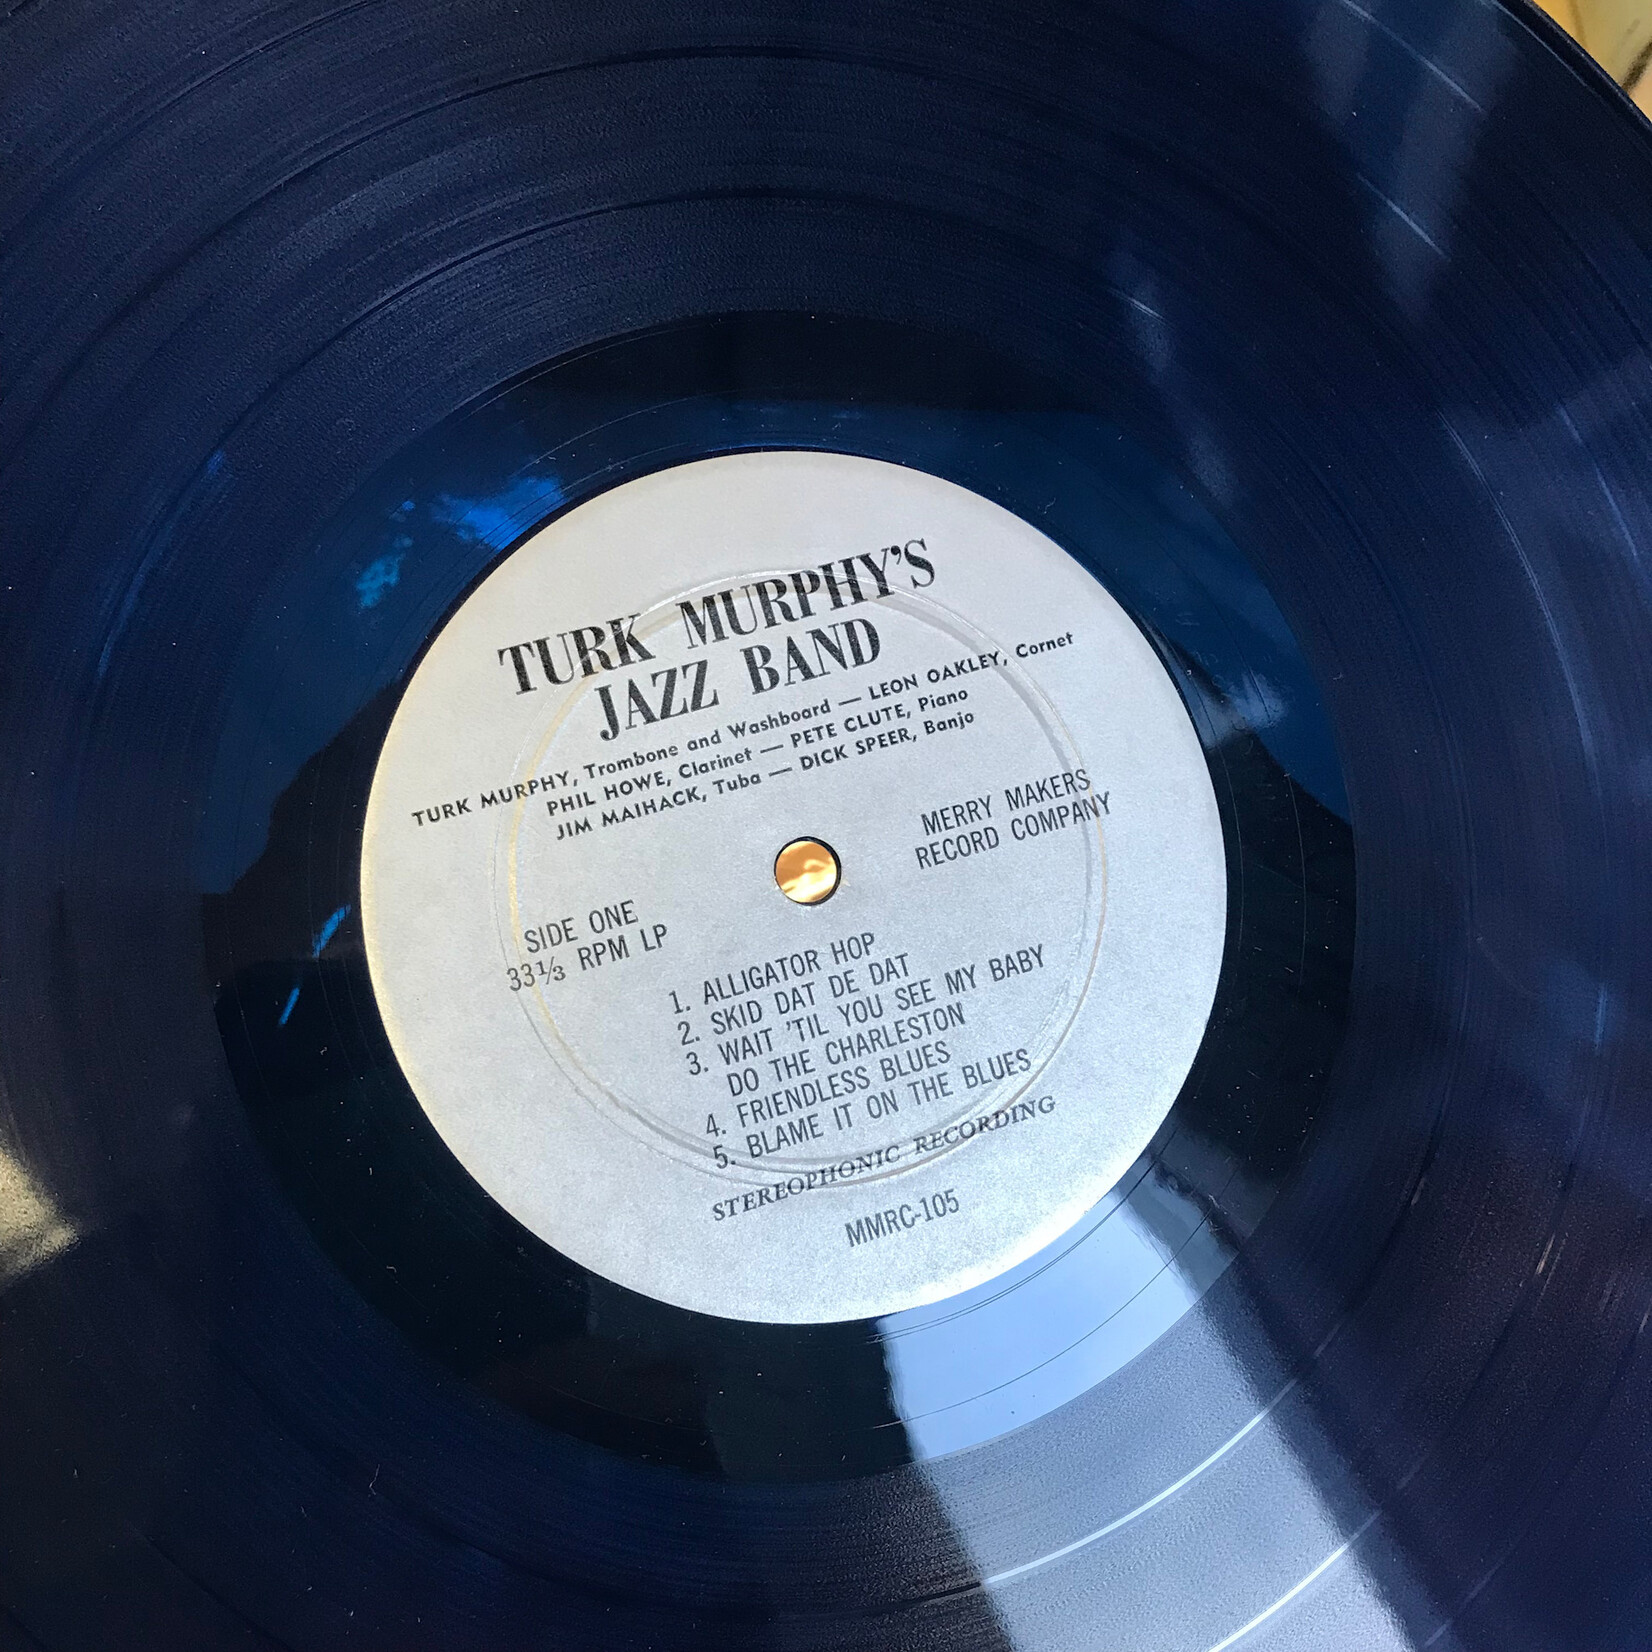 TURK MURPHY'S
JAZZ BAND
TURK MURPHY, Trombone and Washboard — LEON OAKLEY, Cornet
PHIL HOWE, Clarinet — PETE CLUTE, Piano
JIM MAIHACK, Tuba — DICK SPEER, Banjo
MERRY MAKERS
RECORD COMPANY
SIDE ONE
33⅓ RPM LP
1. ALLIGATOR HOP
2. SKID DAT DE DAT
3. WAIT 'TIL YOU SEE MY BABY
DO THE CHARLESTON
4. FRIENDLESS BLUES
5. BLAME IT ON THE BLUES
STEREOPHONIC RECORDING
MMRC-105